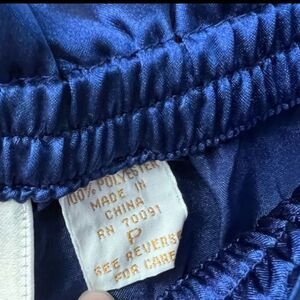 100% POLYESTER
MADE IN
CHINA
RN 70091
P
SEE REVERSE
FOR CARE